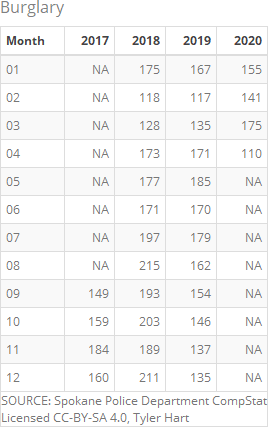 Burglary
Month 2017 2018 2019 2020
01 NA 175 167 155
02 NA 118 117 141
03 NA 128 135 175
04 NA 173 171 110
05 NA 177 185 NA
06 NA 171 170 NA
07 NA 197 179 NA
08 NA 215 162 NA
09 149 193 154 NA
10 159 203 146 NA
11 184 189 137 NA
12 160 211 135 NA
SOURCE: Spokane Police Department CompStat
Licensed CC-BY-SA 4.0, Tyler Hart